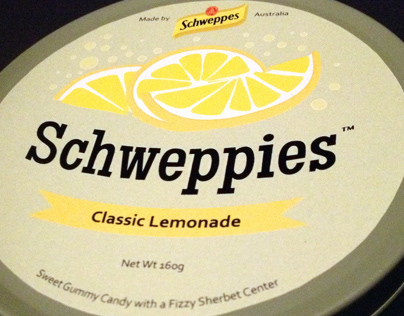 Made by Schweppes Australia
Schweppies™
Classic Lemonade
Net Wt 160g
Sweet Gummy Candy with a Fizzy Sherbet Center